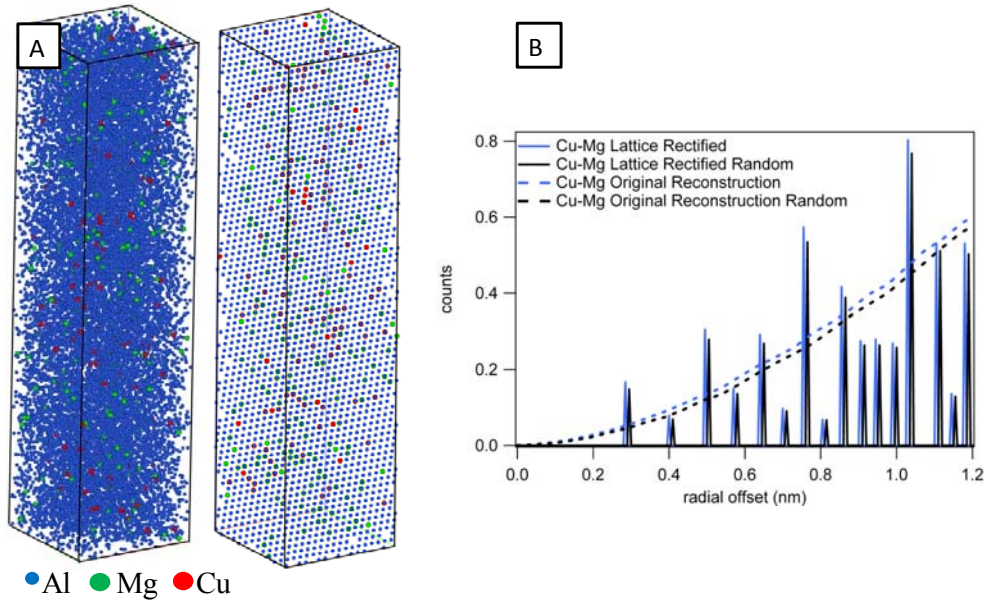 A
B
Cu-Mg Lattice Rectified
Cu-Mg Lattice Rectified Random
Cu-Mg Original Reconstruction
Cu-Mg Original Reconstruction Random
counts
0.8
0.6
0.4
0.2
0.0
0.0 0.2 0.4 0.6 0.8 1.0 1.2
radial offset (nm)
Al Mg Cu